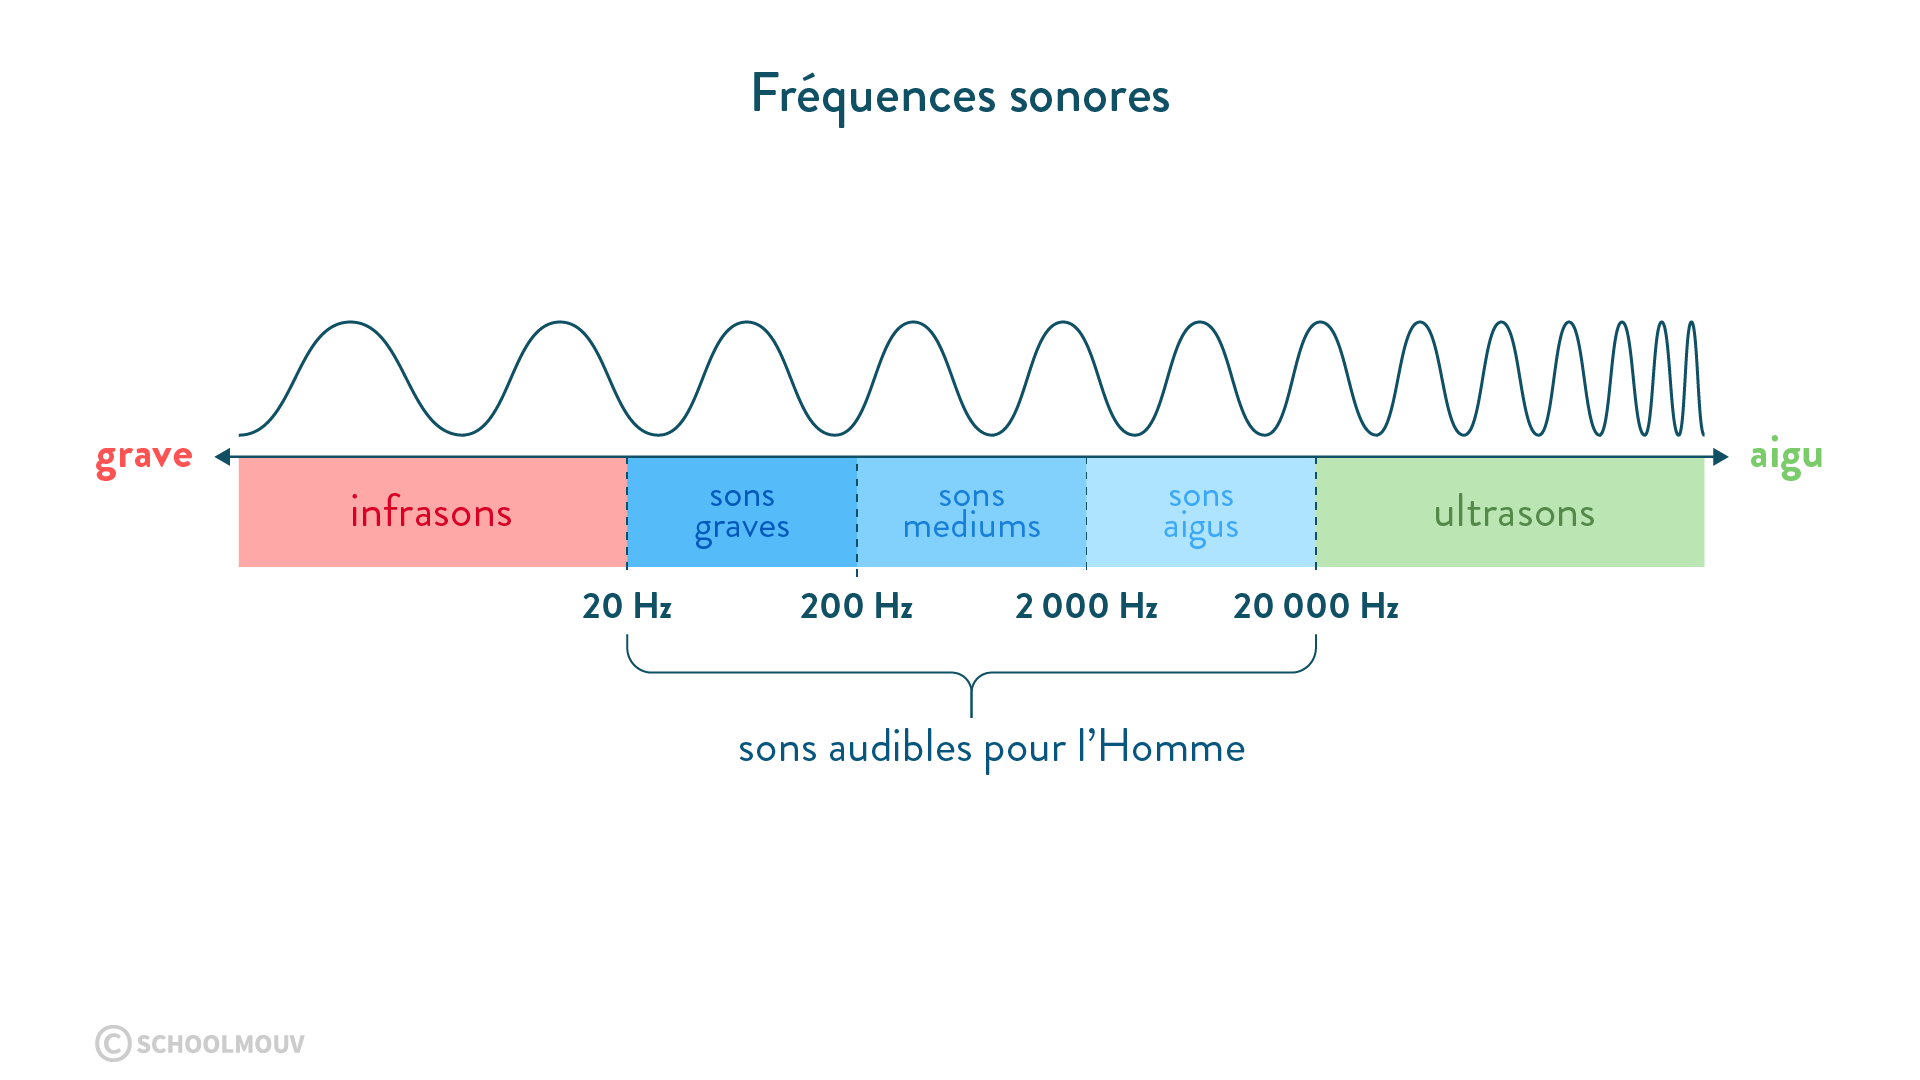 Fréquences sonores
grave
aigu
infrasons
sons
graves
sons
mediums
sons
aigus
ultrasons
20 Hz
200 Hz
2 000 Hz
20 000 Hz
sons audibles pour l’Homme
© SCHOOLMOUV